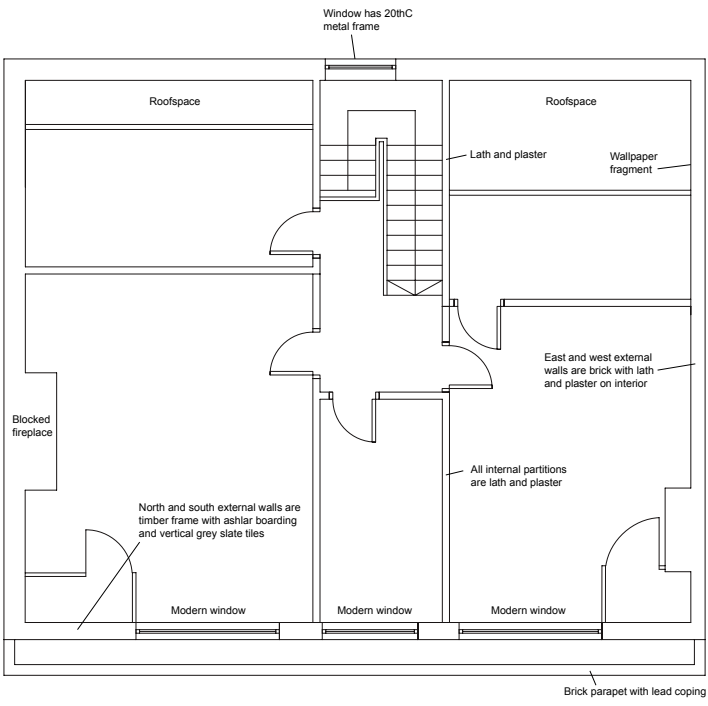 Window has 20thC
metal frame
Roofspace
Roofspace
Lath and plaster
Wallpaper
fragment
East and west external
walls are brick with lath
and plaster on interior
Blocked
fireplace
All internal partitions
are lath and plaster
North and south external walls are
timber frame with ashlar boarding
and vertical grey slate tiles
Modern window
Modern window
Modern window
Brick parapet with lead coping